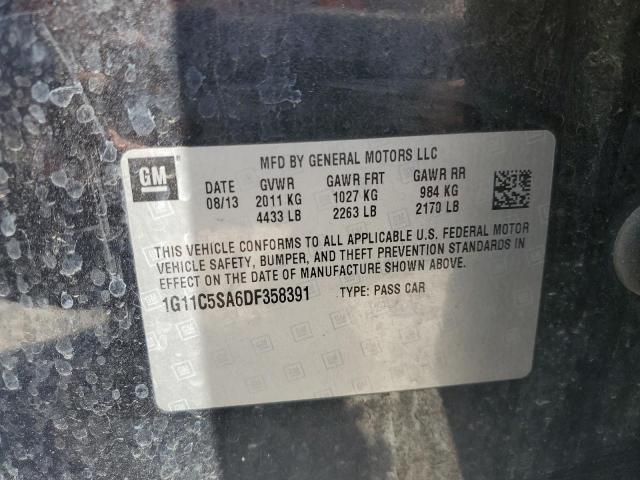 GM
MFD BY GENERAL MOTORS LLC
DATE GVWR GAWR FRT GAWR RR
08/13 2011 KG 1027 KG 984 KG
4433 LB 2263 LB 2170 LB
THIS VEHICLE CONFORMS TO ALL APPLICABLE U.S. FEDERAL MOTOR
VEHICLE SAFETY, BUMPER, AND THEFT PREVENTION STANDARDS IN
EFFECT ON THE DATE OF MANUFACTURE SHOWN ABOVE.
1G11C5SA6DF358391 TYPE: PASS CAR